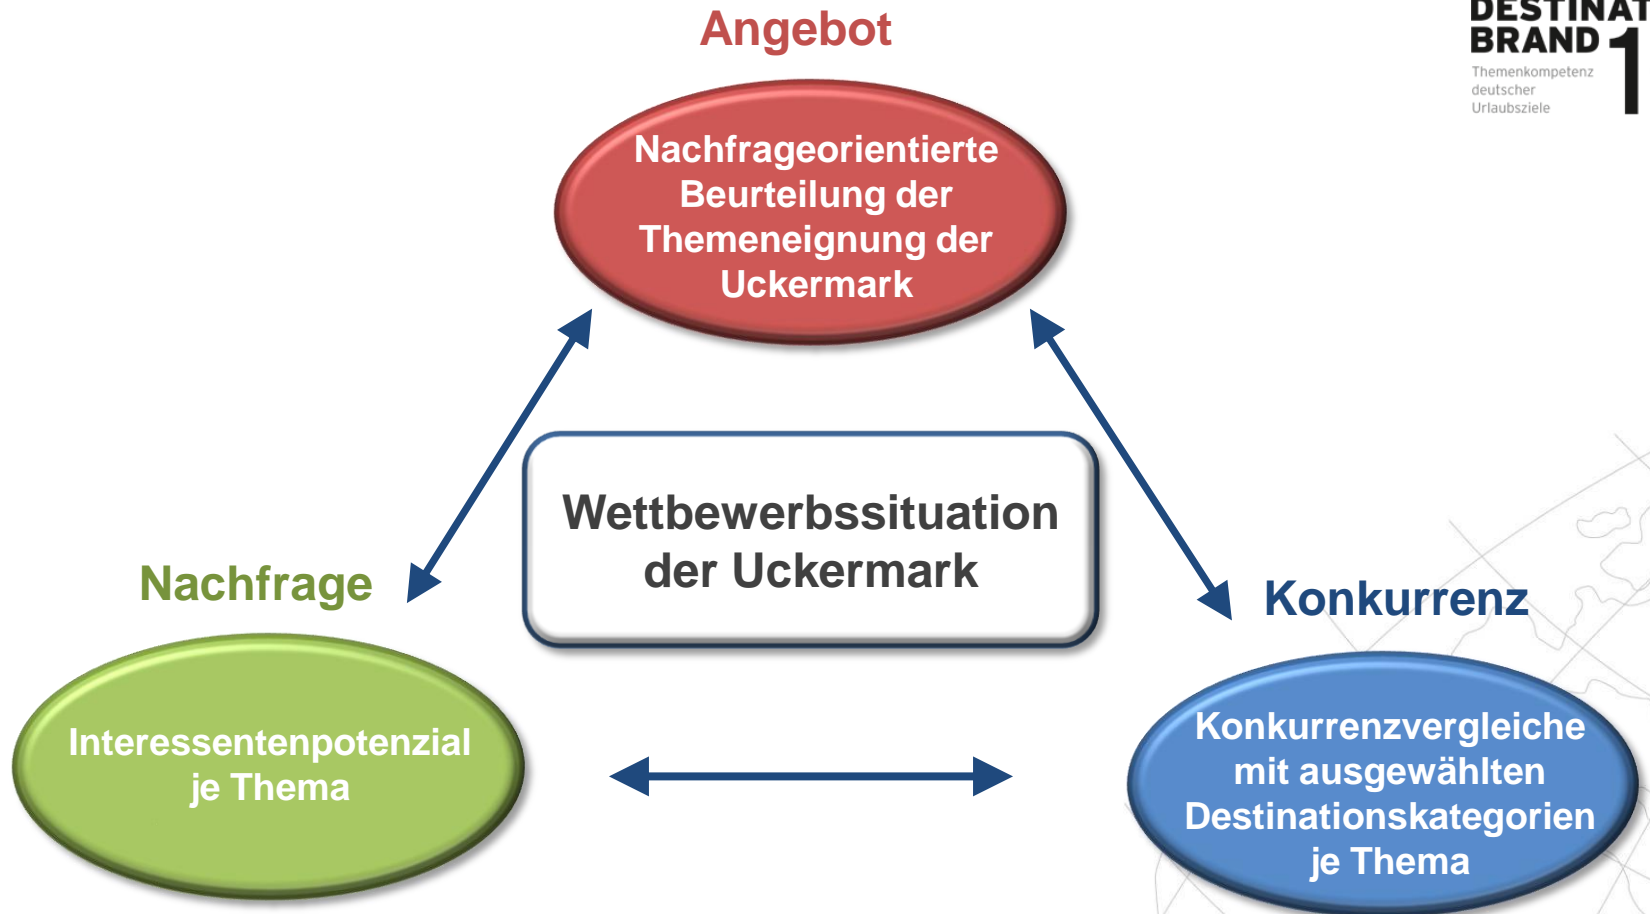 Angebot
BRAND 1
Themenkompetenz
deutscher
Urlaubsziele
Nachfrageorientierte
Beurteilung der
Themeneignung der
Uckermark
Wettbewerbssituation
der Uckermark
Nachfrage
Interessentenpotenzial
je Thema
Konkurrenz
Konkurrenzvergleiche
mit ausgewählten
Destinationskategorien
je Thema